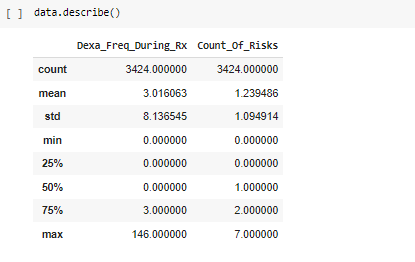 [ ] data.describe()
Dexa_Freq_During_Rx Count_Of_Risks
count 3424.000000 3424.000000
mean 3.016063 1.239486
std 8.136545 1.094914
min 0.000000 0.000000
25% 0.000000 0.000000
50% 0.000000 1.000000
75% 3.000000 2.000000
max 146.000000 7.000000